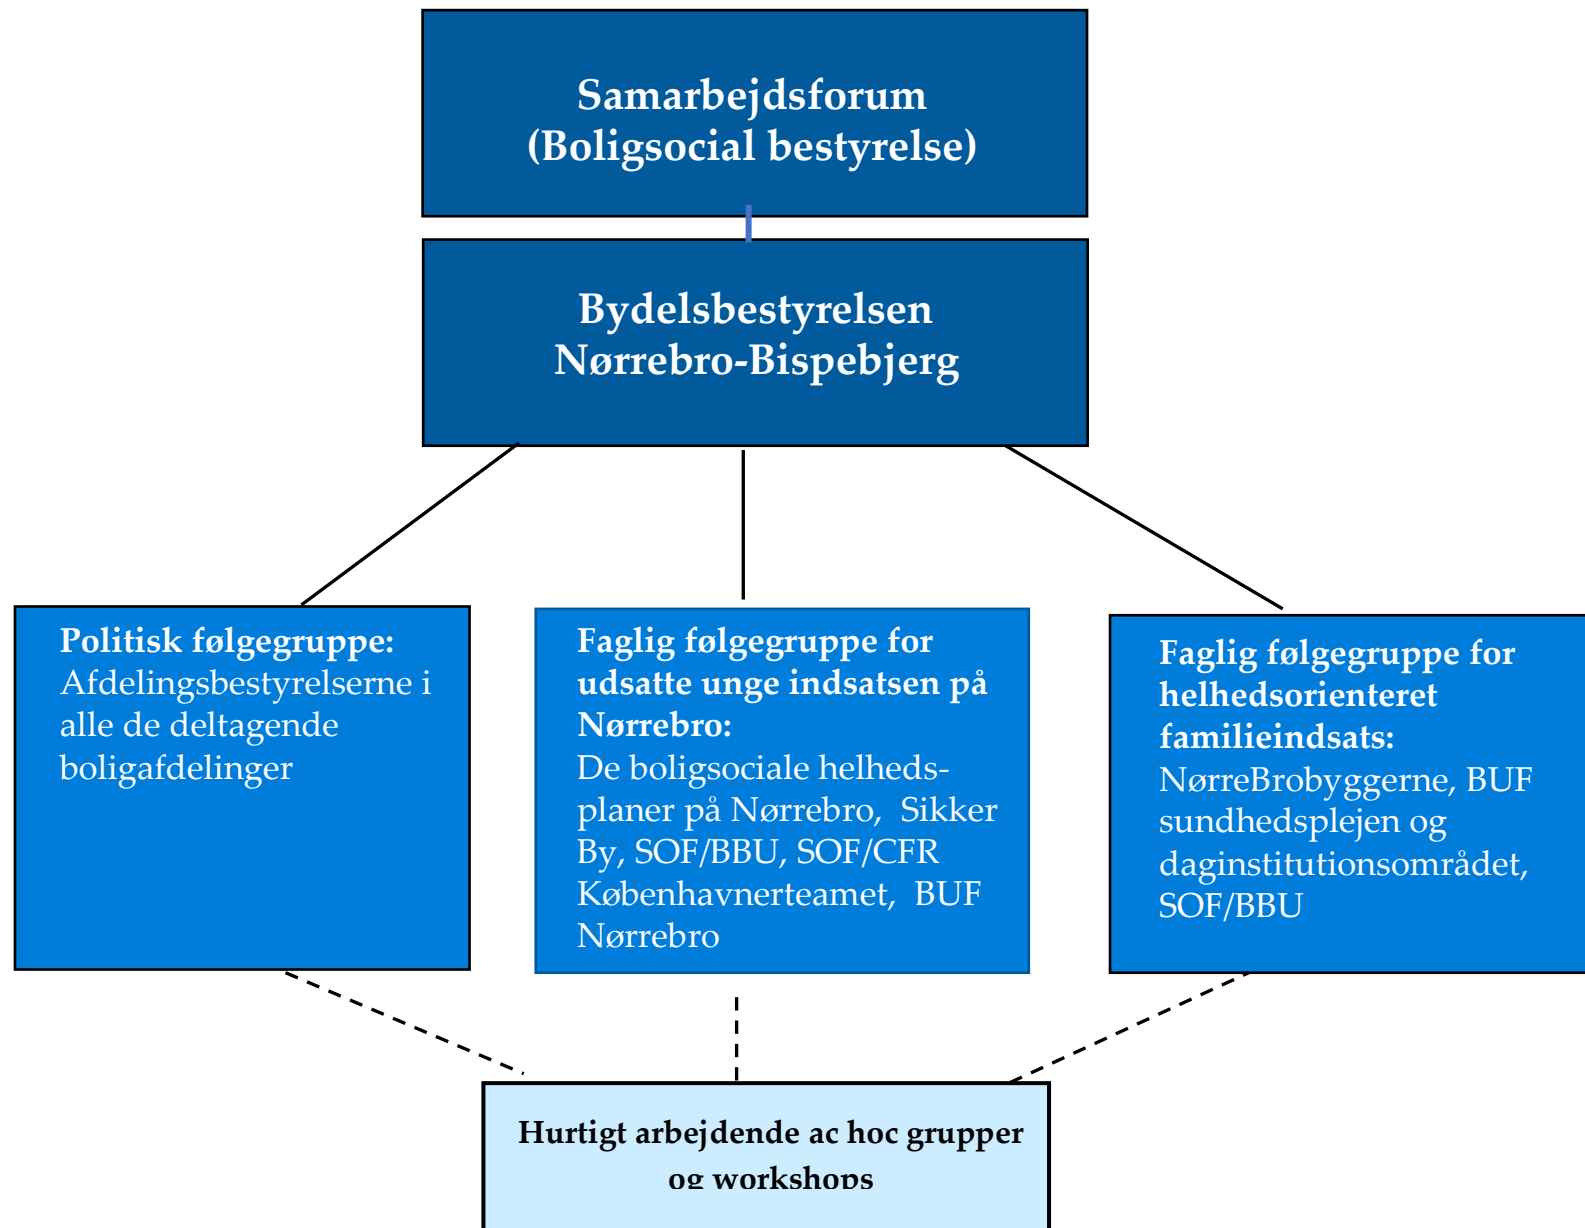 Samarbejdsforum
(Boligsocial bestyrelse)
Bydelsbestyrelsen
Nørrebro-Bispebjerg
Politisk følgegruppe:
Afdelingsbestyrelserne i
alle de deltagende
boligafdelinger
Faglig følgegruppe for
udsatte unge indsatsen på
Nørrebro:
De boligsociale helheds-
planer på Nørrebro, Sikker
By, SOF/BBU, SOF/CFR
Københavnerteamet, BUF
Nørrebro
Faglig følgegruppe for
helhedsorienteret
familieindsats:
NørreBrobyggerne, BUF
sundhedsplejen og
daginstitutionsområdet,
SOF/BBU
Hurtigt arbejdende ac hoc grupper
og workshops